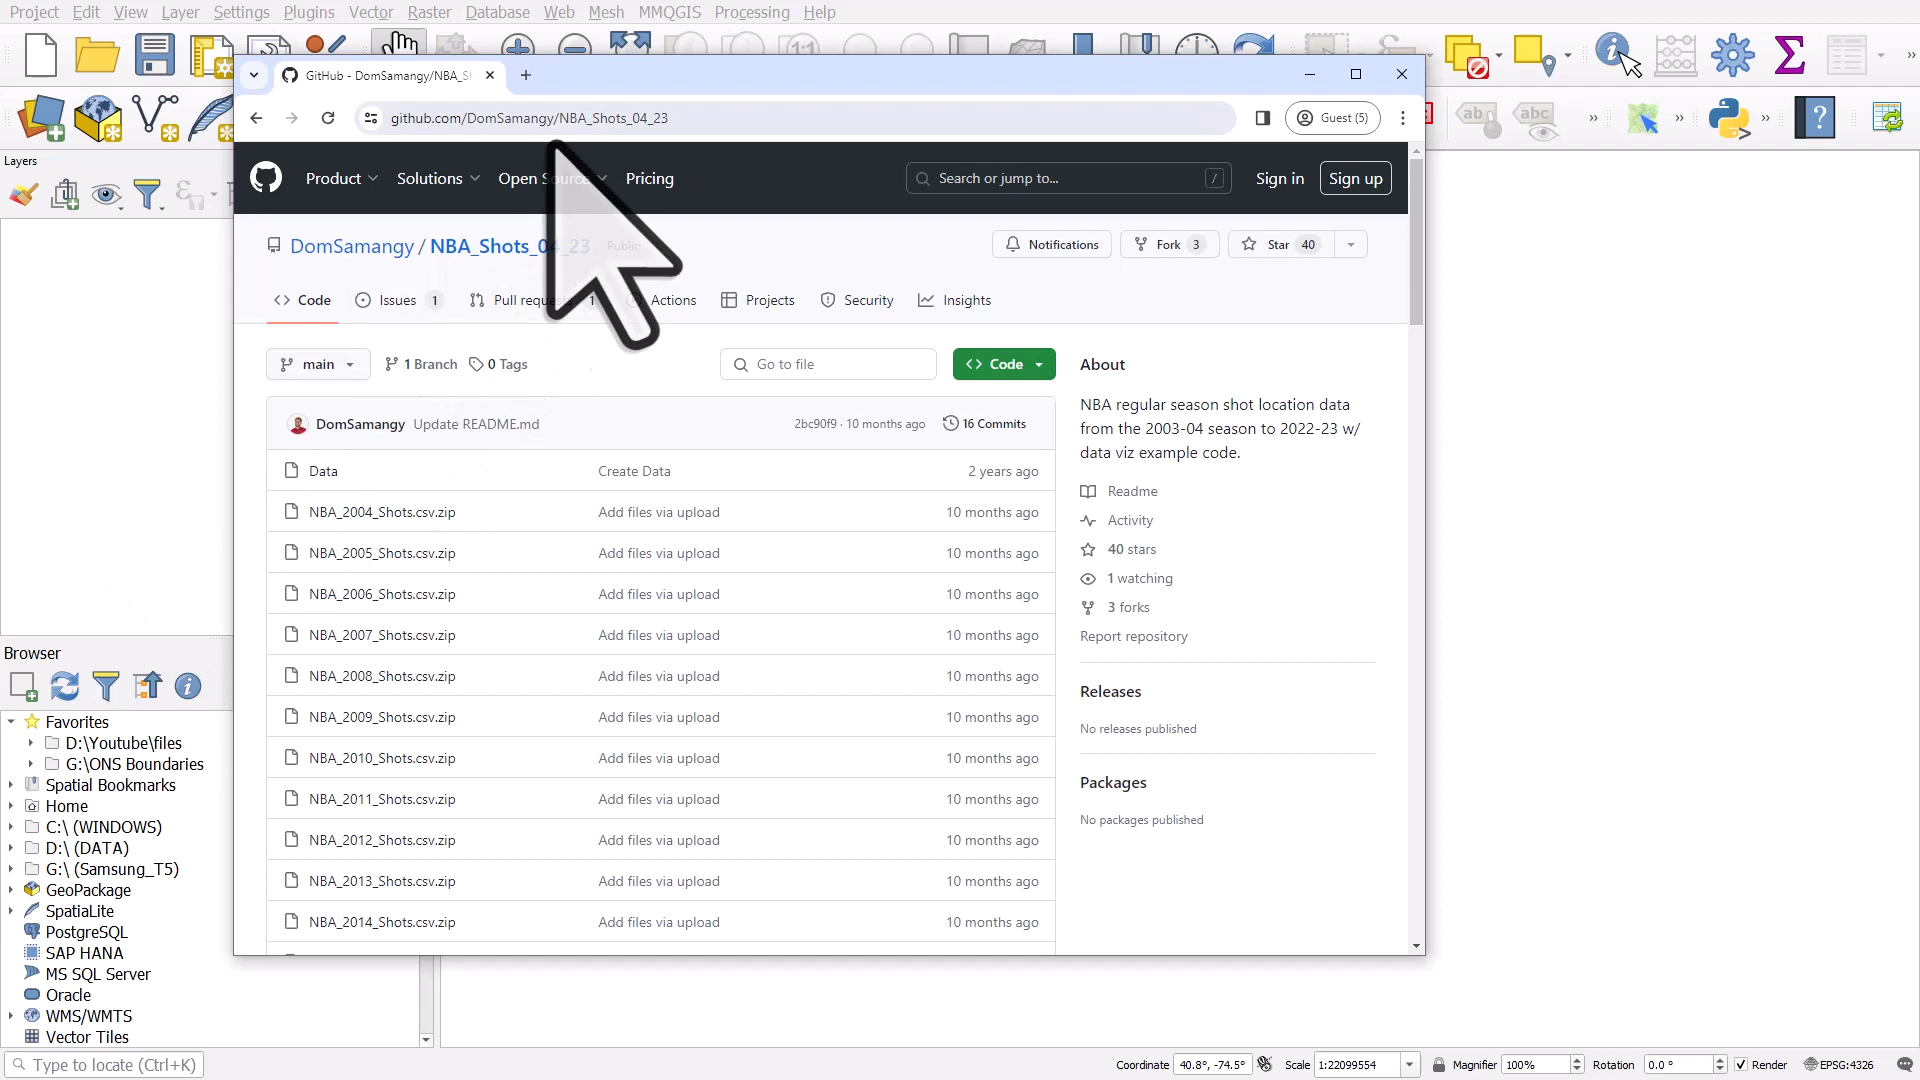 Project Edit View Layer Settings Plugins Vector Raster Database Web Mesh MMQGIS Processing Help
GitHub - DomSamangy/NBA_S
github.com/DomSamangy/NBA_Shots_04_23
Guest (5)
Layers
Product Solutions Open Source Pricing
Search or jump to... /
Sign in Sign up
DomSamangy / NBA_Shots_04_23 Public
Notifications Fork 3 Star 40
Code Issues 1 Pull requests 1 Actions Projects Security Insights
main 1 Branch 0 Tags Go to file Code
DomSamangy Update README.md 2bc90f9 · 10 months ago 16 Commits
Data Create Data 2 years ago
NBA_2004_Shots.csv.zip Add files via upload 10 months ago
NBA_2005_Shots.csv.zip Add files via upload 10 months ago
NBA_2006_Shots.csv.zip Add files via upload 10 months ago
NBA_2007_Shots.csv.zip Add files via upload 10 months ago
NBA_2008_Shots.csv.zip Add files via upload 10 months ago
NBA_2009_Shots.csv.zip Add files via upload 10 months ago
NBA_2010_Shots.csv.zip Add files via upload 10 months ago
NBA_2011_Shots.csv.zip Add files via upload 10 months ago
NBA_2012_Shots.csv.zip Add files via upload 10 months ago
NBA_2013_Shots.csv.zip Add files via upload 10 months ago
NBA_2014_Shots.csv.zip Add files via upload 10 months ago
About
NBA regular season shot location data
from the 2003-04 season to 2022-23 w/
data viz example code.
Readme
Activity
40 stars
1 watching
3 forks
Report repository
Releases
No releases published
Packages
No packages published
Browser
Favorites
D:\Youtube\files
G:\ONS Boundaries
Spatial Bookmarks
Home
C:\ (WINDOWS)
D:\ (DATA)
G:\ (Samsung_T5)
GeoPackage
SpatiaLite
PostgreSQL
SAP HANA
MS SQL Server
Oracle
WMS/WMTS
Vector Tiles
Type to locate (Ctrl+K)
Coordinate 40.8°, -74.5° Scale 1:22099554 Magnifier 100% Rotation 0.0 ° Render EPSG:4326